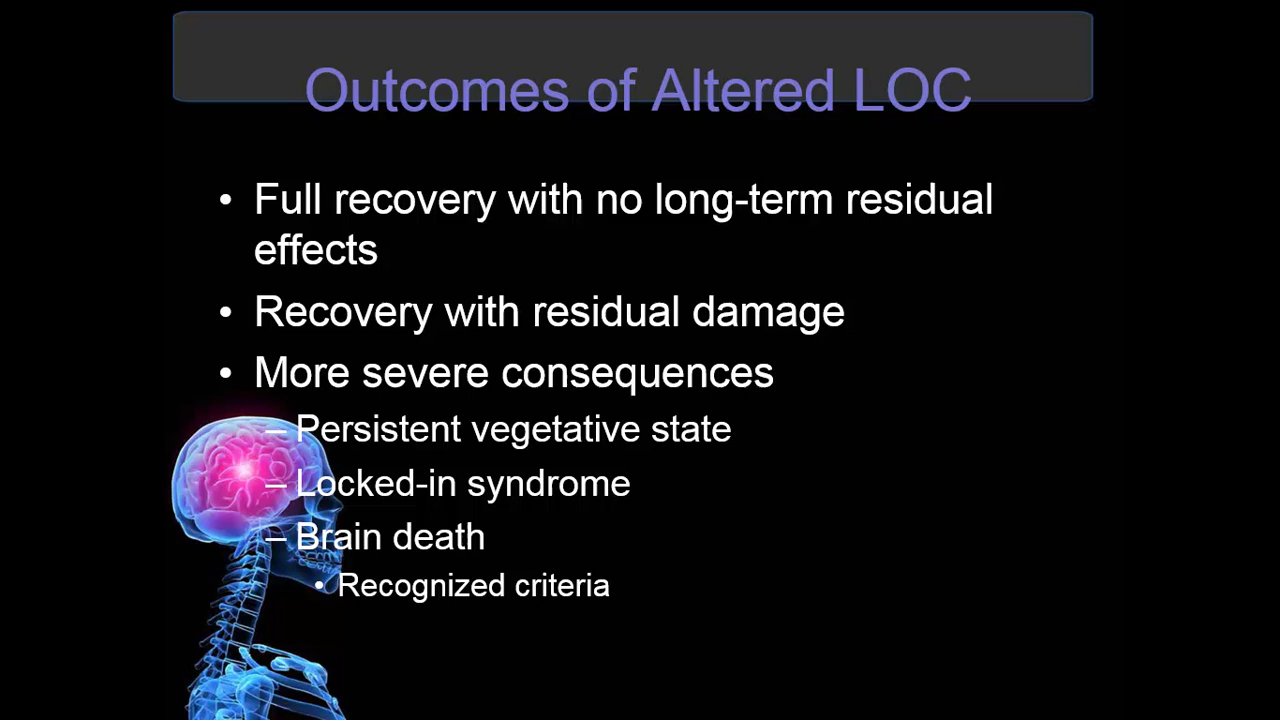 Outcomes of Altered LOC
• Full recovery with no long-term residual
effects
• Recovery with residual damage
• More severe consequences
– Persistent vegetative state
– Locked-in syndrome
– Brain death
• Recognized criteria